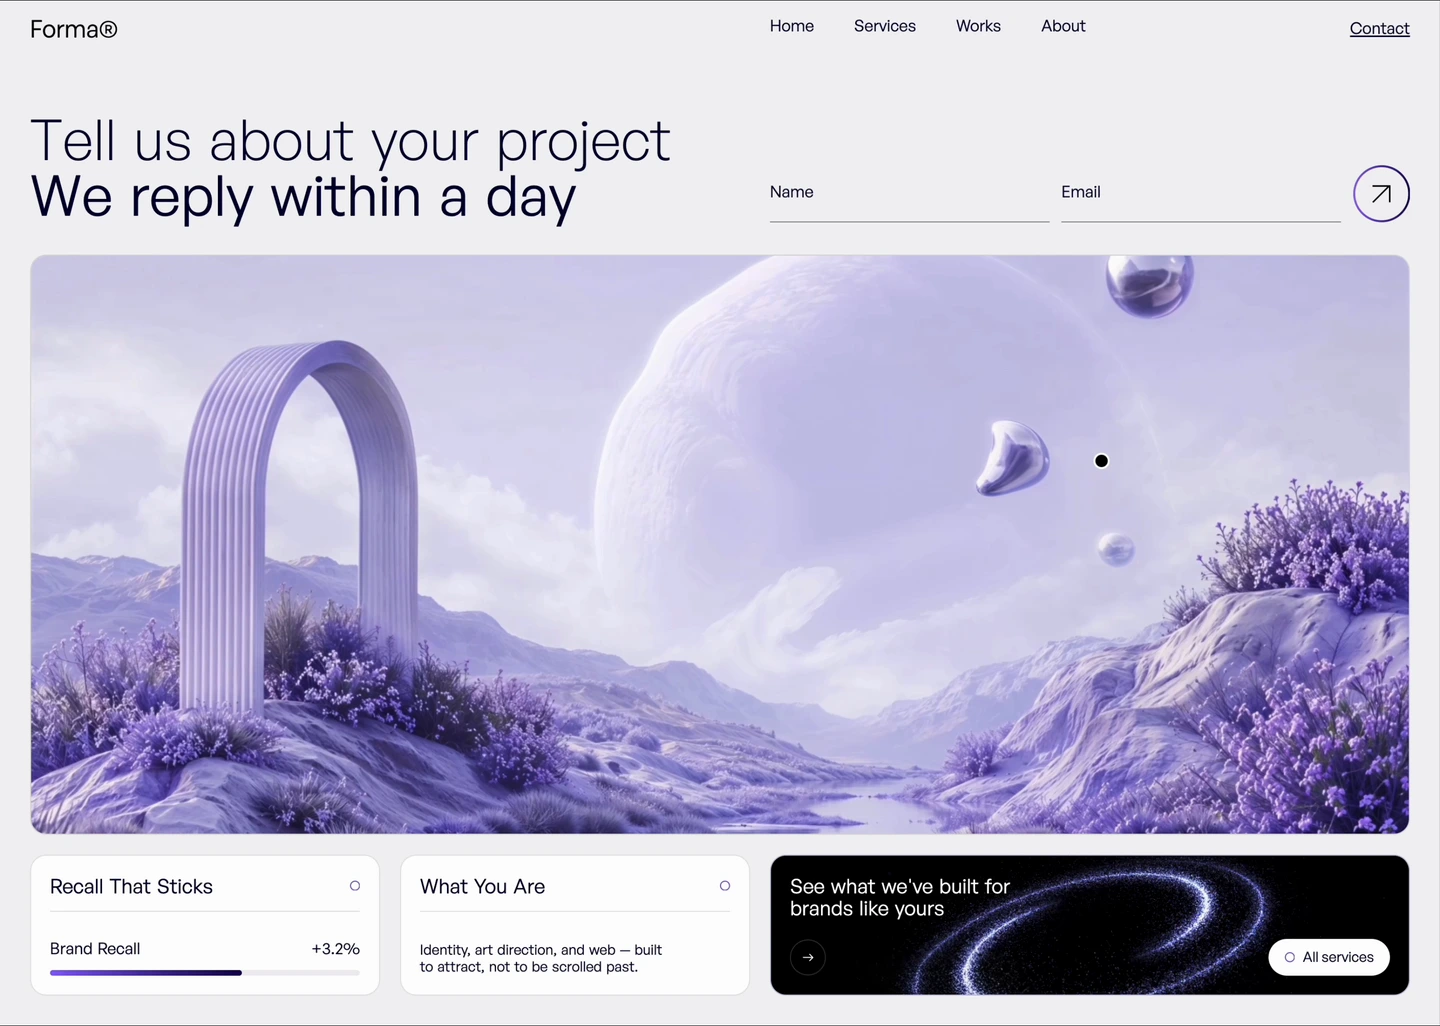 Forma®
Home
Services
Works
About
Contact
Tell us about your project
We reply within a day
Name
Email
Recall That Sticks
Brand Recall
+3.2%
What You Are
Identity, art direction, and web — built
to attract, not to be scrolled past.
See what we've built for
brands like yours
All services